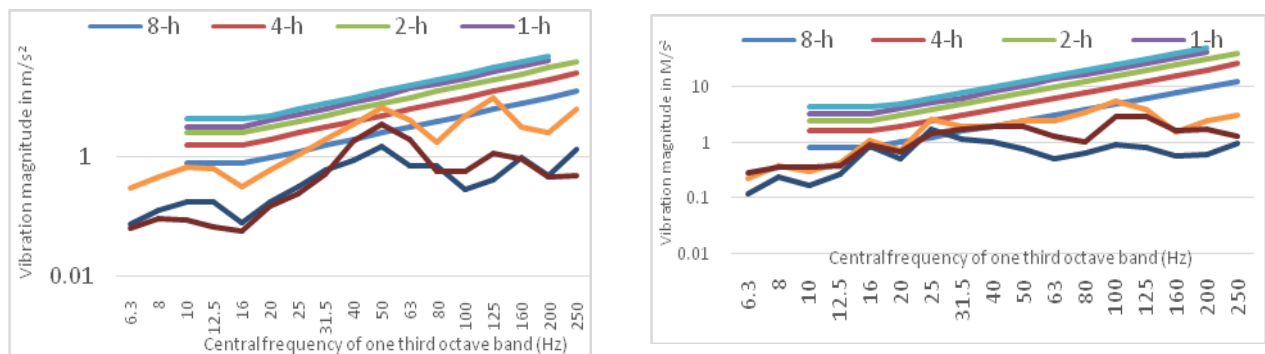 8-h 4-h 2-h 1-h
Vibration magnitude in m/s²
1
0.01
6.3 8 10 12.5 16 20 25 31.5 40 50 63 80 100 125 160 200 250
Central frequency of one third octave band (Hz)
8-h 4-h 2-h 1-h
Vibration magnitude in M/s²
10
1
0.1
0.01
Central frequency of one third octave band (Hz)
6.3 8 10 12.5 16 20 25 31.5 40 50 63 80 100 125 160 200 250